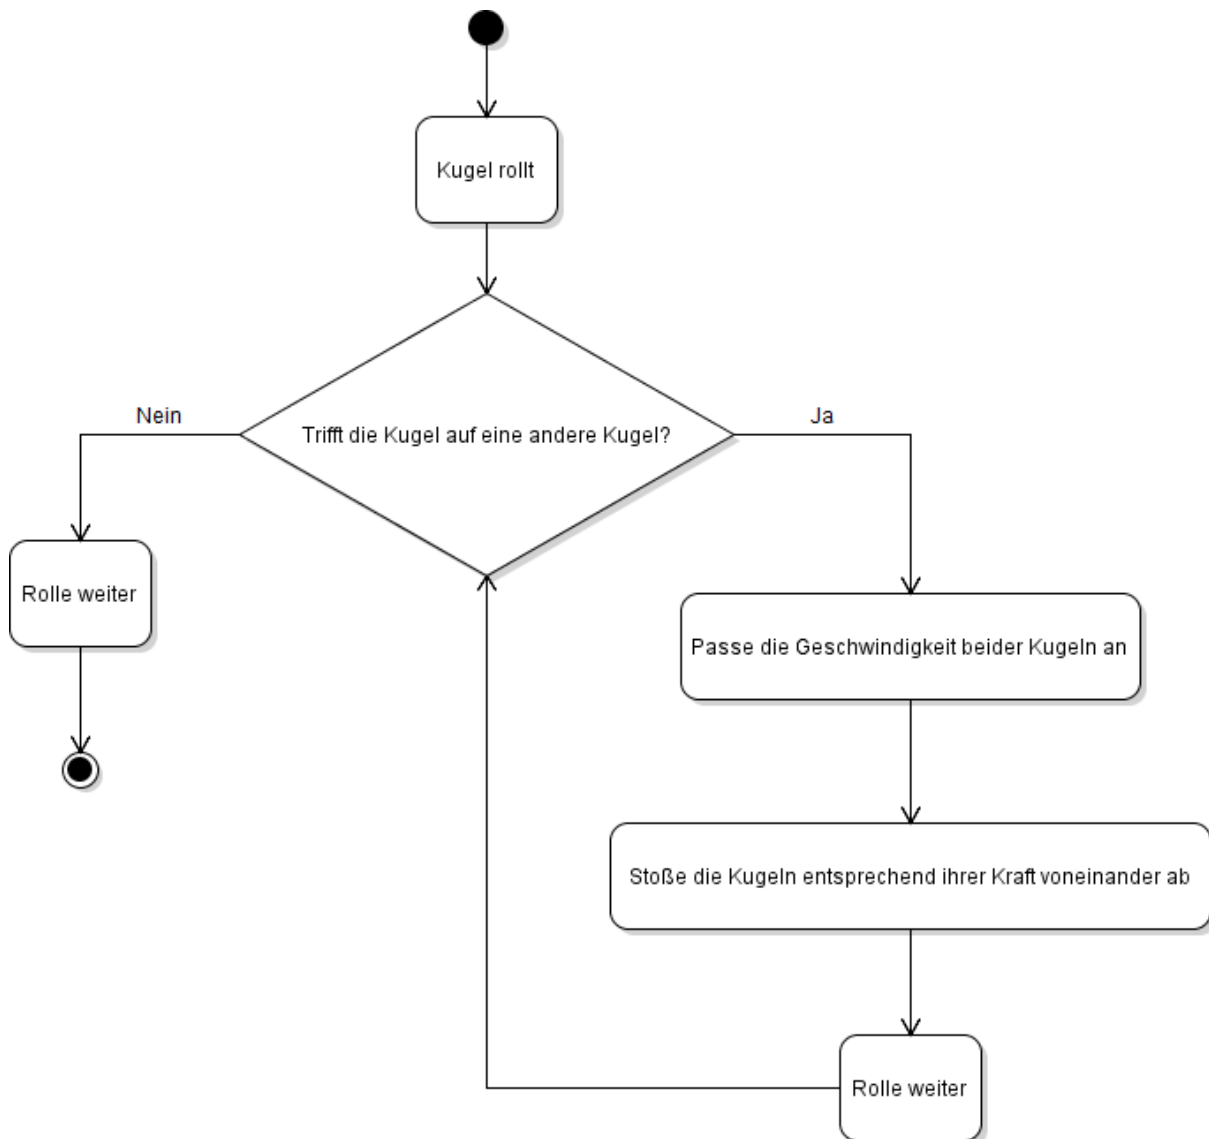 Kugel rollt
Trifft die Kugel auf eine andere Kugel?
Nein
Ja
Rolle weiter
Passe die Geschwindigkeit beider Kugeln an
Stoße die Kugeln entsprechend ihrer Kraft voneinander ab
Rolle weiter